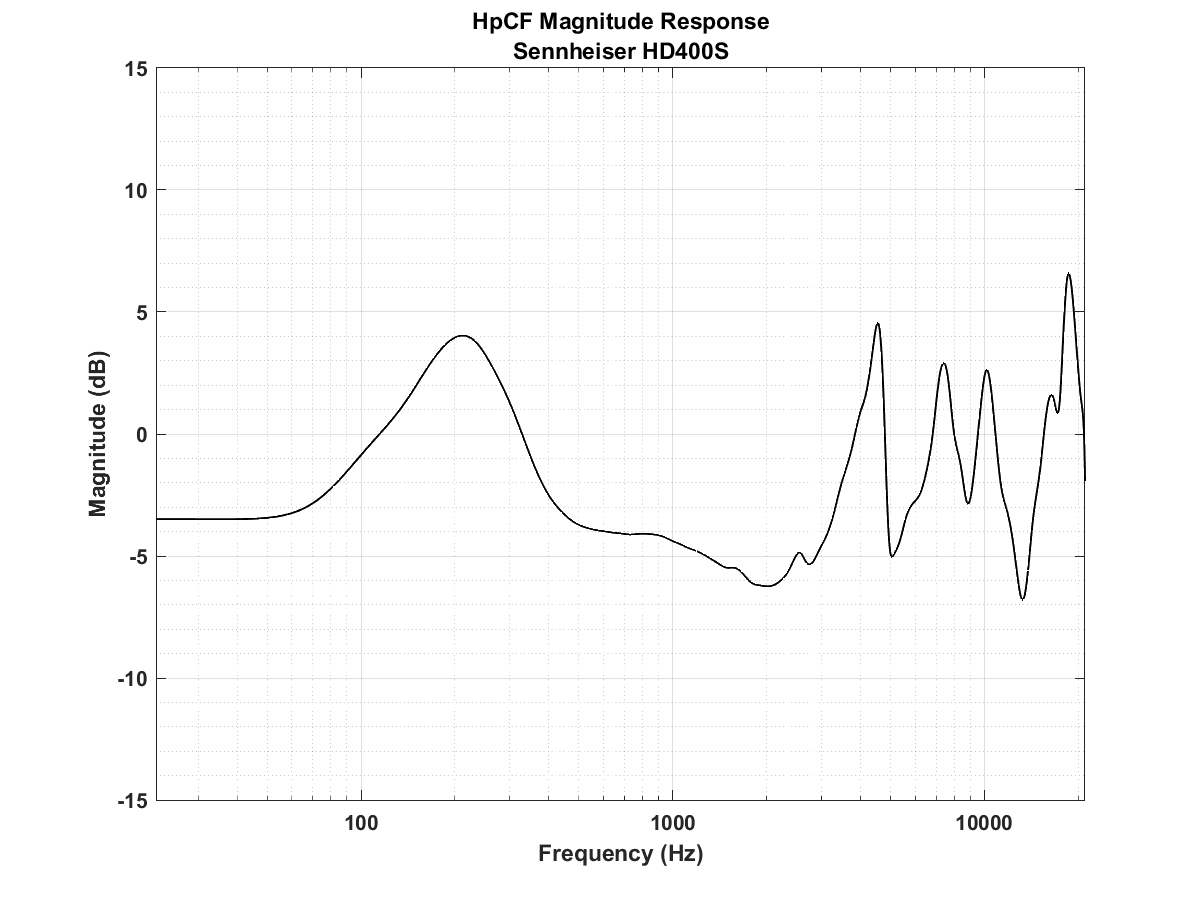 HpCF Magnitude Response
Sennheiser HD400S
15
10
5
0
-5
-10
-15
Magnitude (dB)
100 1000 10000
Frequency (Hz)